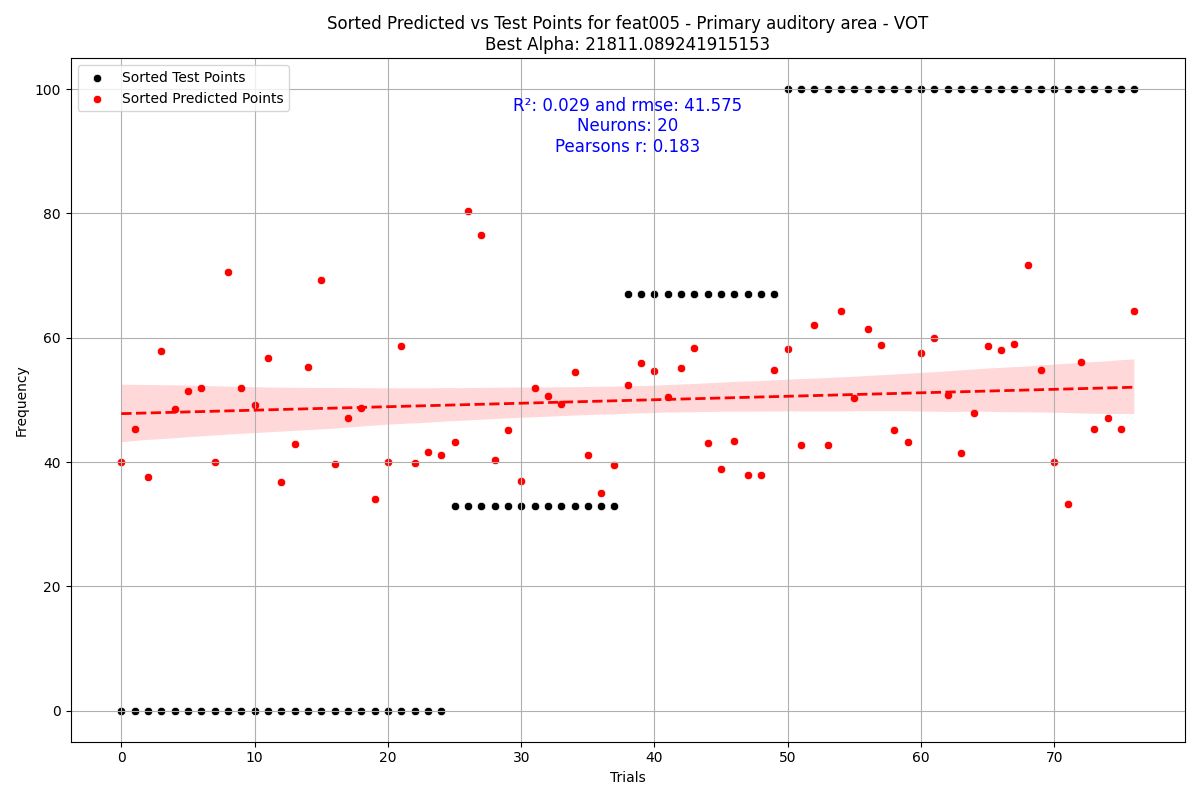 Sorted Predicted vs Test Points for feat005 - Primary auditory area - VOT
Best Alpha: 21811.089241915153
Sorted Test Points
Sorted Predicted Points
R²: 0.029 and rmse: 41.575
Neurons: 20
Pearsons r: 0.183
Frequency
100
80
60
40
20
0
0 10 20 30 40 50 60 70
Trials